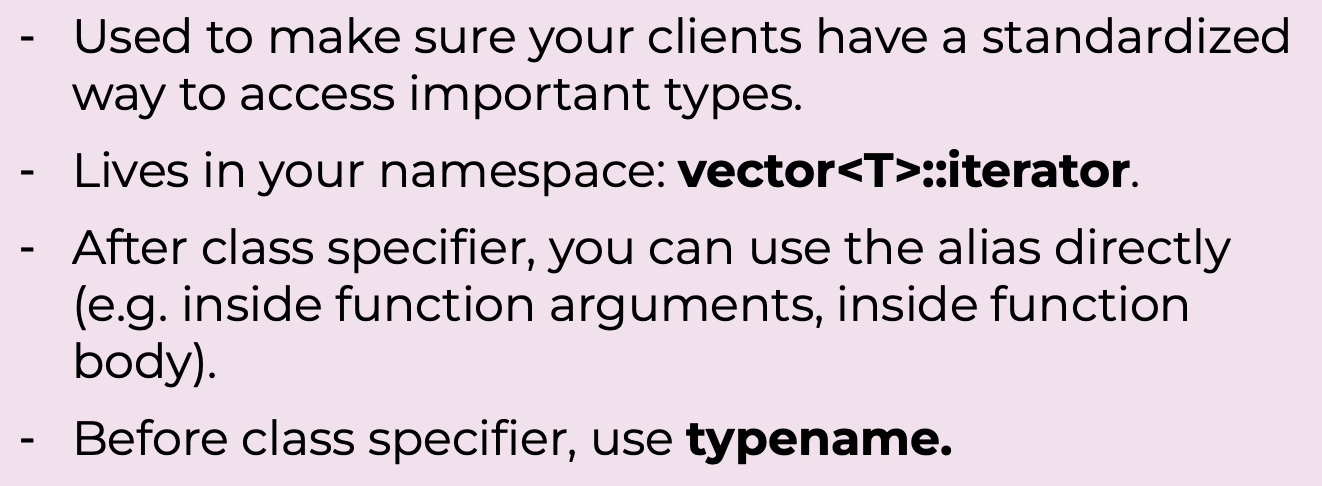 - Used to make sure your clients have a standardized
way to access important types.
- Lives in your namespace: vector<T>::iterator.
- After class specifier, you can use the alias directly
(e.g. inside function arguments, inside function
body).
- Before class specifier, use typename.